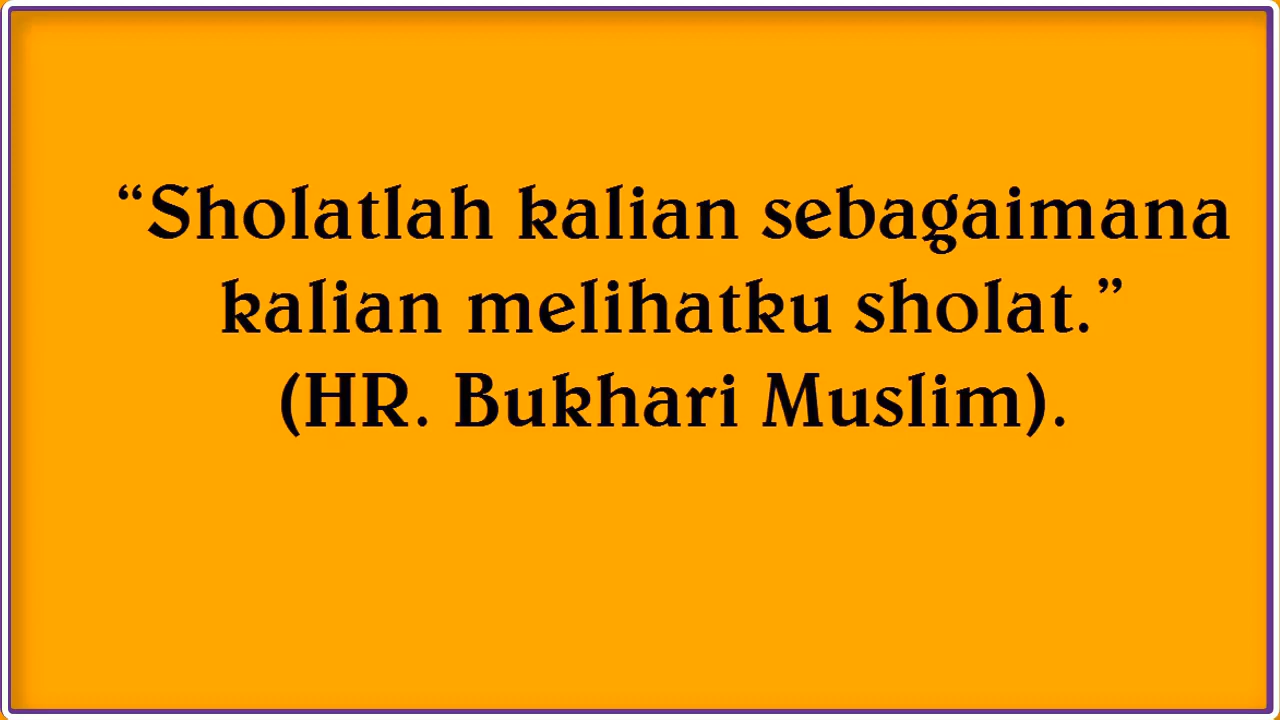 “Sholatlah kalian sebagaimana
kalian melihatku sholat.”
(HR. Bukhari Muslim).